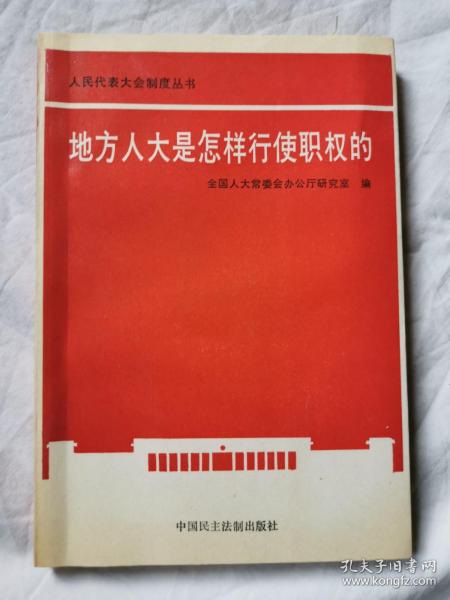 人民代表大会制度丛书
地方人大是怎样行使职权的
全国人大常委会办公厅研究室 编
中国民主法制出版社
孔夫子旧书网
www.kongfz.com